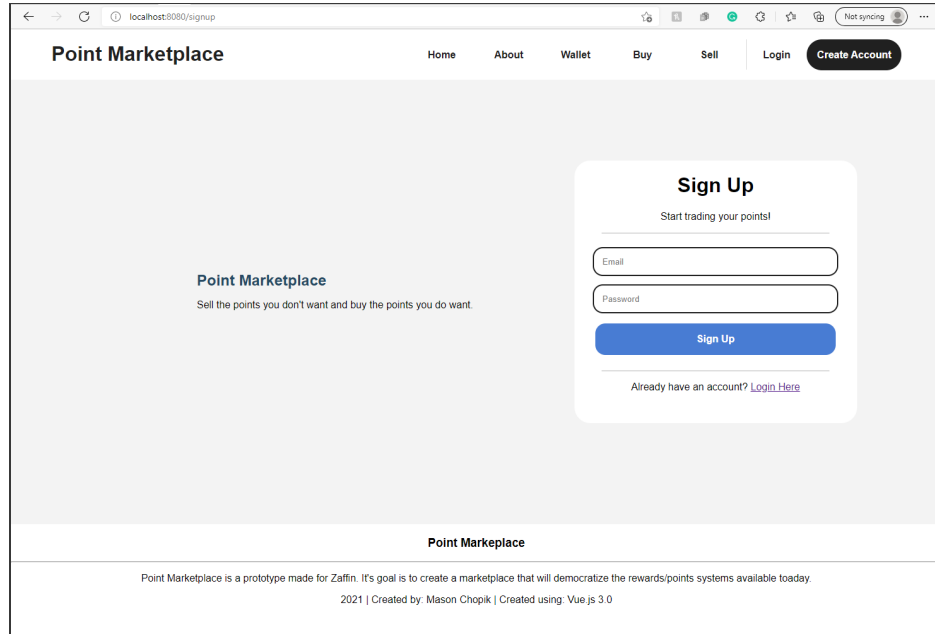 localhost:8080/signup
Not syncing
Point Marketplace
Home About Wallet Buy Sell Login Create Account
Sign Up
Start trading your points!
Email
Password
Sign Up
Already have an account? Login Here
Point Marketplace
Sell the points you don't want and buy the points you do want.
Point Markeplace
Point Marketplace is a prototype made for Zaffin. It's goal is to create a marketplace that will democratize the rewards/points systems available toaday.
2021 | Created by: Mason Chopik | Created using: Vue.js 3.0